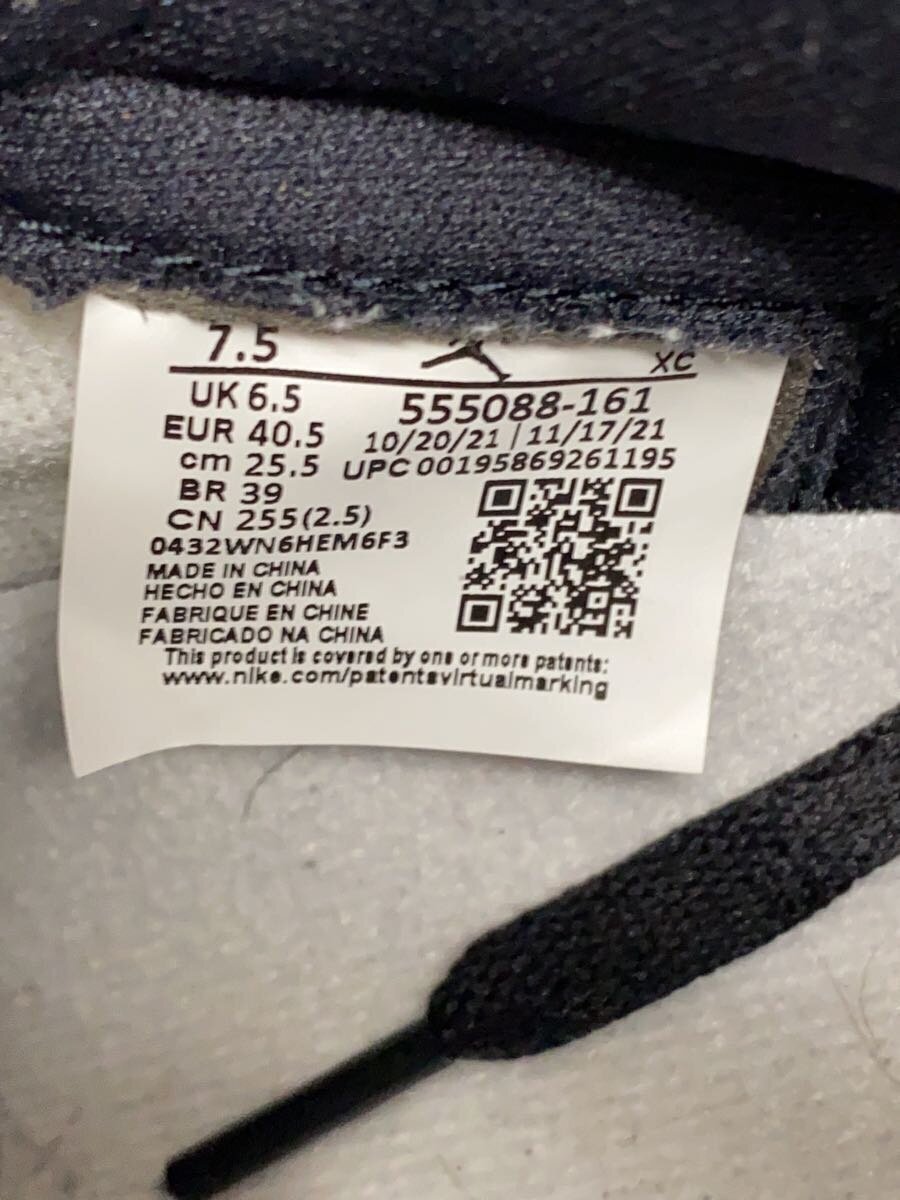 7.5
XC
UK 6.5
555088-161
EUR 40.5
10/20/21 | 11/17/21
cm 25.5
UPC 00195869261195
BR 39
CN 255(2.5)
0432WN6HEM6F3
MADE IN CHINA
HECHO EN CHINA
FABRIQUE EN CHINE
FABRICADO NA CHINA
This product is covered by one or more patents:
www.nike.com/patentsvirtualmarking